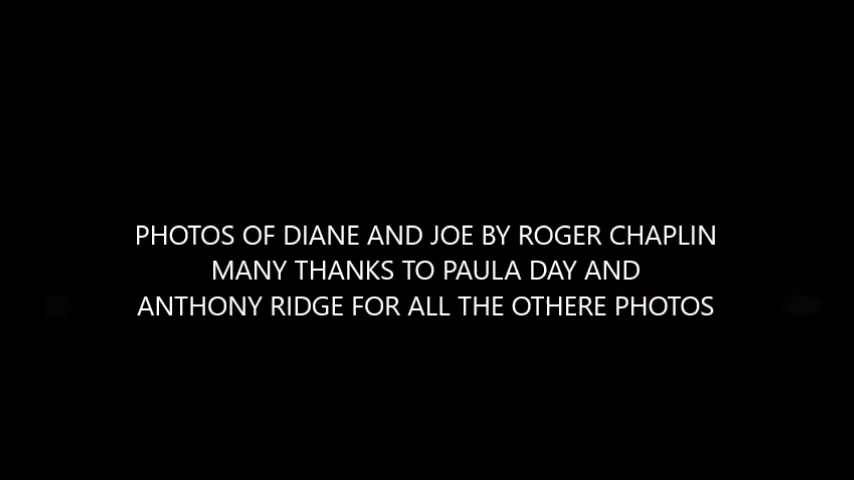 PHOTOS OF DIANE AND JOE BY ROGER CHAPLIN
MANY THANKS TO PAULA DAY AND
ANTHONY RIDGE FOR ALL THE OTHERE PHOTOS